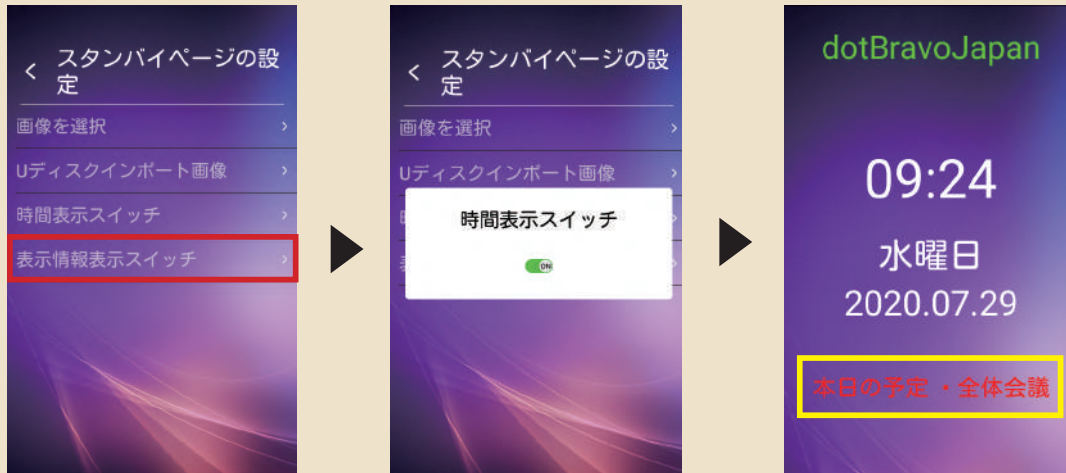 < スタンバイページの設
定
画像を選択 >
Uディスクインポート画像 >
時間表示スイッチ >
表示情報表示スイッチ >
< スタンバイページの設
定
画像を選択 >
Uディスクインポート画像 >
時間表示スイッチ
ON
dotBravoJapan
09:24
水曜日
2020.07.29
本日の予定・全体会議